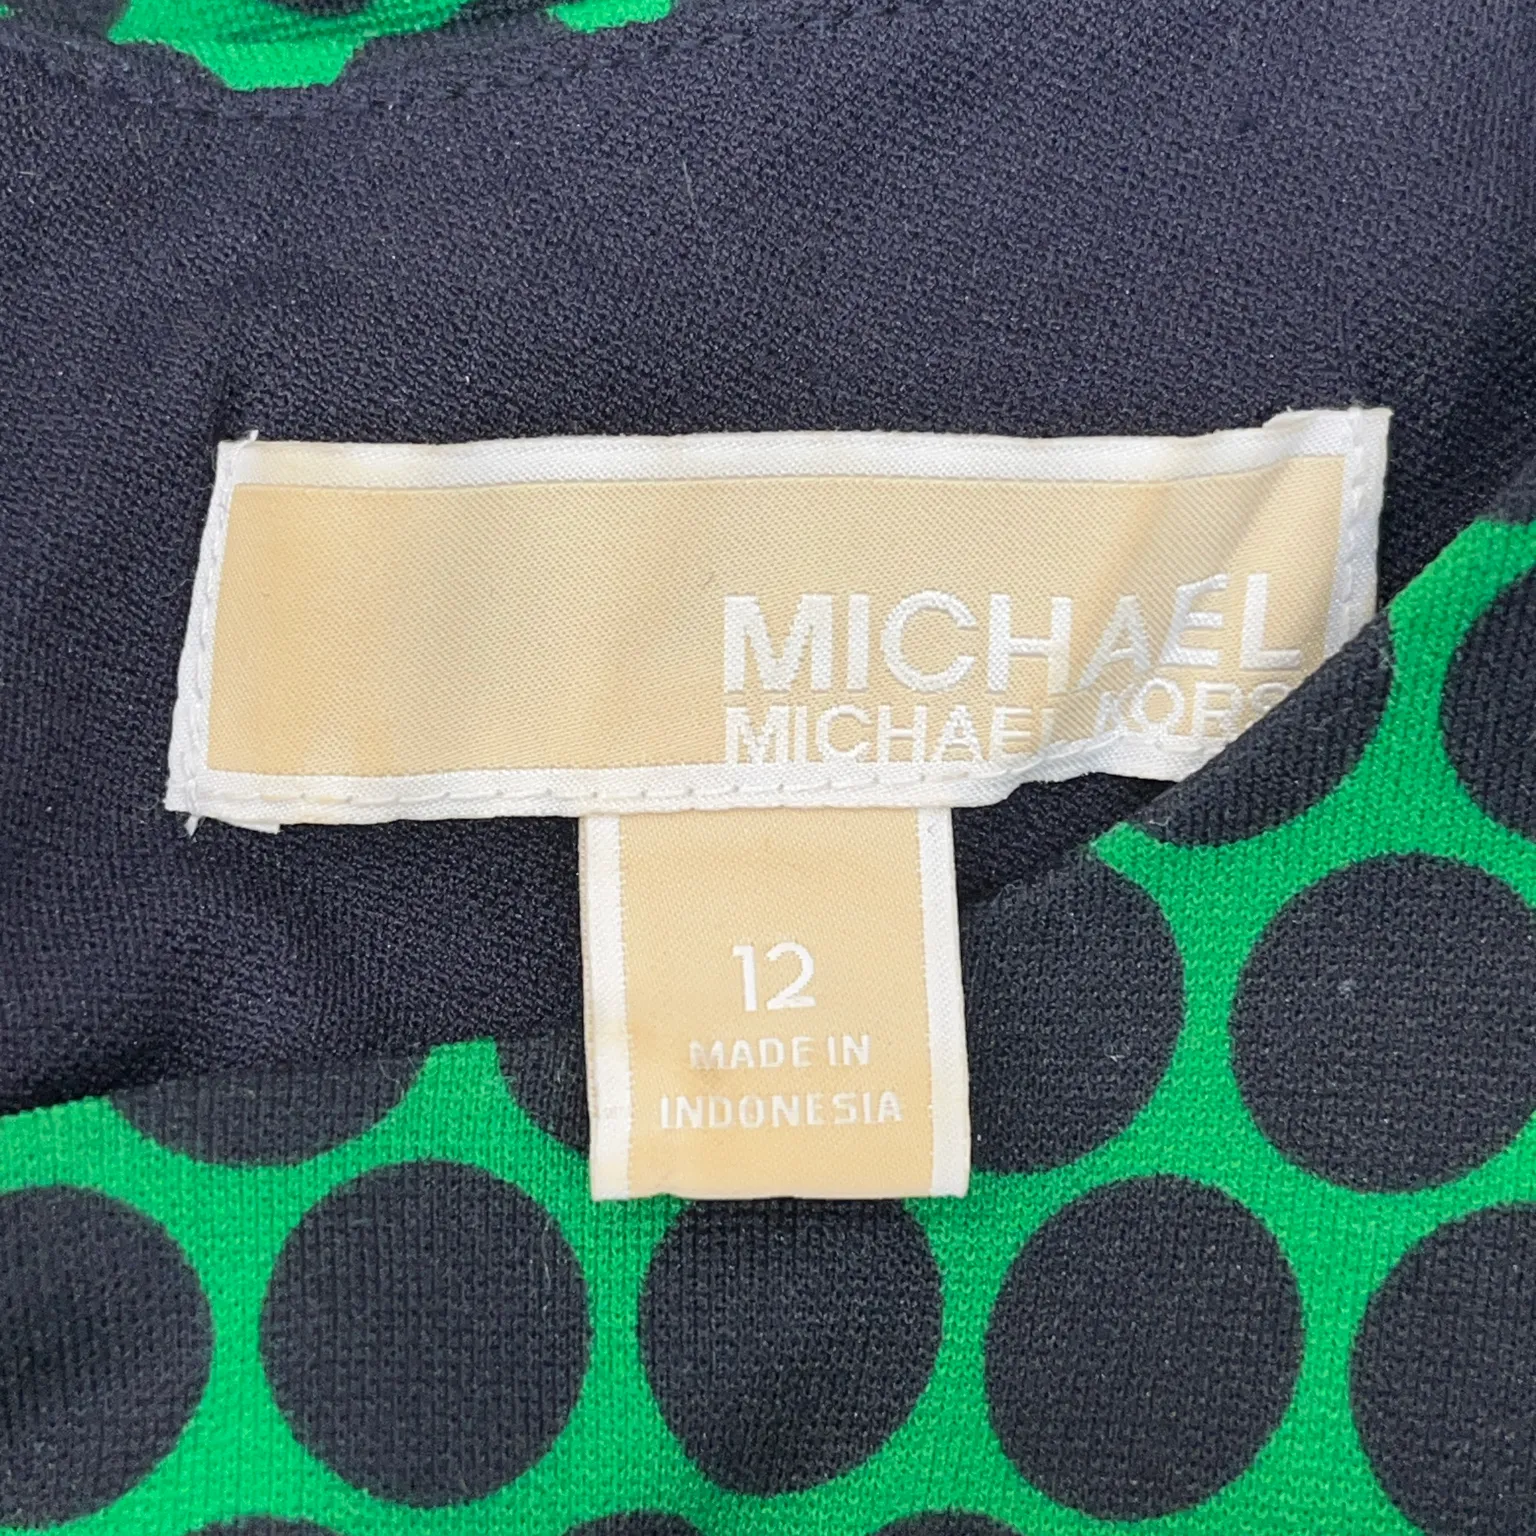 MICHAEL
MICHAEL KORS
12
MADE IN
INDONESIA